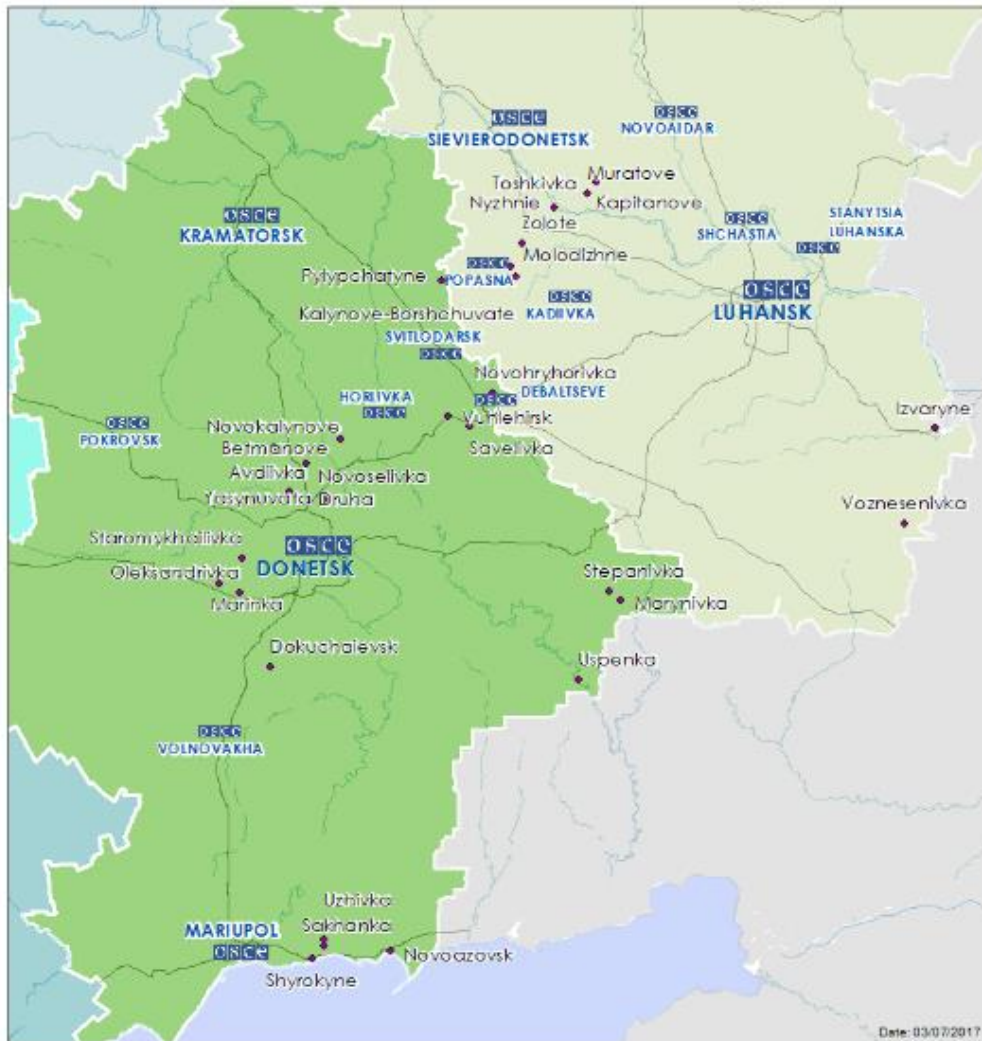 OSCE
SIEVIERODONETSK
OSCE
NOVOAIDAR
Muratove
Toshkivka
Kapitanove
Nyzhnie
Zolote
OSCE
KRAMATORSK
OSCE
SHCHASTIA
STANYTSIA
LUHANSKA
OSCE
Molodizhne
OSCE
POPASNA
Pylypchatyne
OSCE
KADIIVKA
OSCE
LUHANSK
Kalynove-Borshchuvate
SVITLODARSK
OSCE
Novohryhorivka
DEBALTSEVE
OSCE
HORLIVKA
OSCE
Vuhlehirsk
Savelivka
Izvaryne
OSCE
POKROVSK
Novokalynove
Betmanove
Avdiivka
Novoselivka
Yasynuvata
Druha
Voznesenivka
Staromykhailivka
OSCE
DONETSK
Oleksandrivka
Marinka
Stepanivka
Marynivka
Dokuchaievsk
Uspenka
OSCE
VOLNOVAKHA
Uzhivka
MARIUPOL
Sakhanka
OSCE
Novoazovsk
Shyrokyne
Date: 03/07/2017